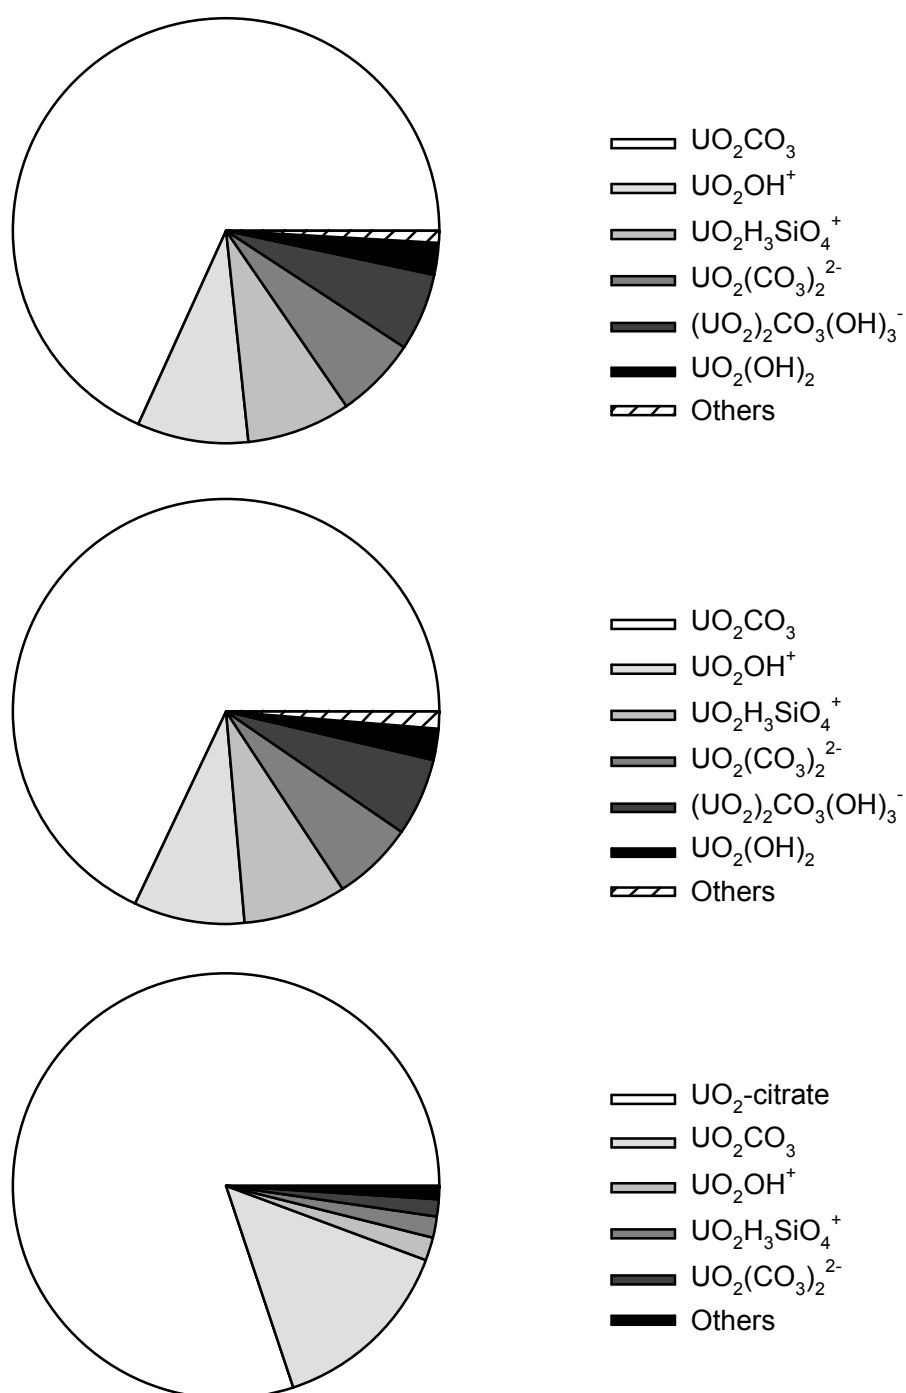 UO₂CO₃
UO₂OH⁺
UO₂H₃SiO₄⁺
UO₂(CO₃)₂²⁻
(UO₂)₂CO₃(OH)₃⁻
UO₂(OH)₂
Others
UO₂CO₃
UO₂OH⁺
UO₂H₃SiO₄⁺
UO₂(CO₃)₂²⁻
(UO₂)₂CO₃(OH)₃⁻
UO₂(OH)₂
Others
UO₂-citrate
UO₂CO₃
UO₂OH⁺
UO₂H₃SiO₄⁺
UO₂(CO₃)₂²⁻
Others